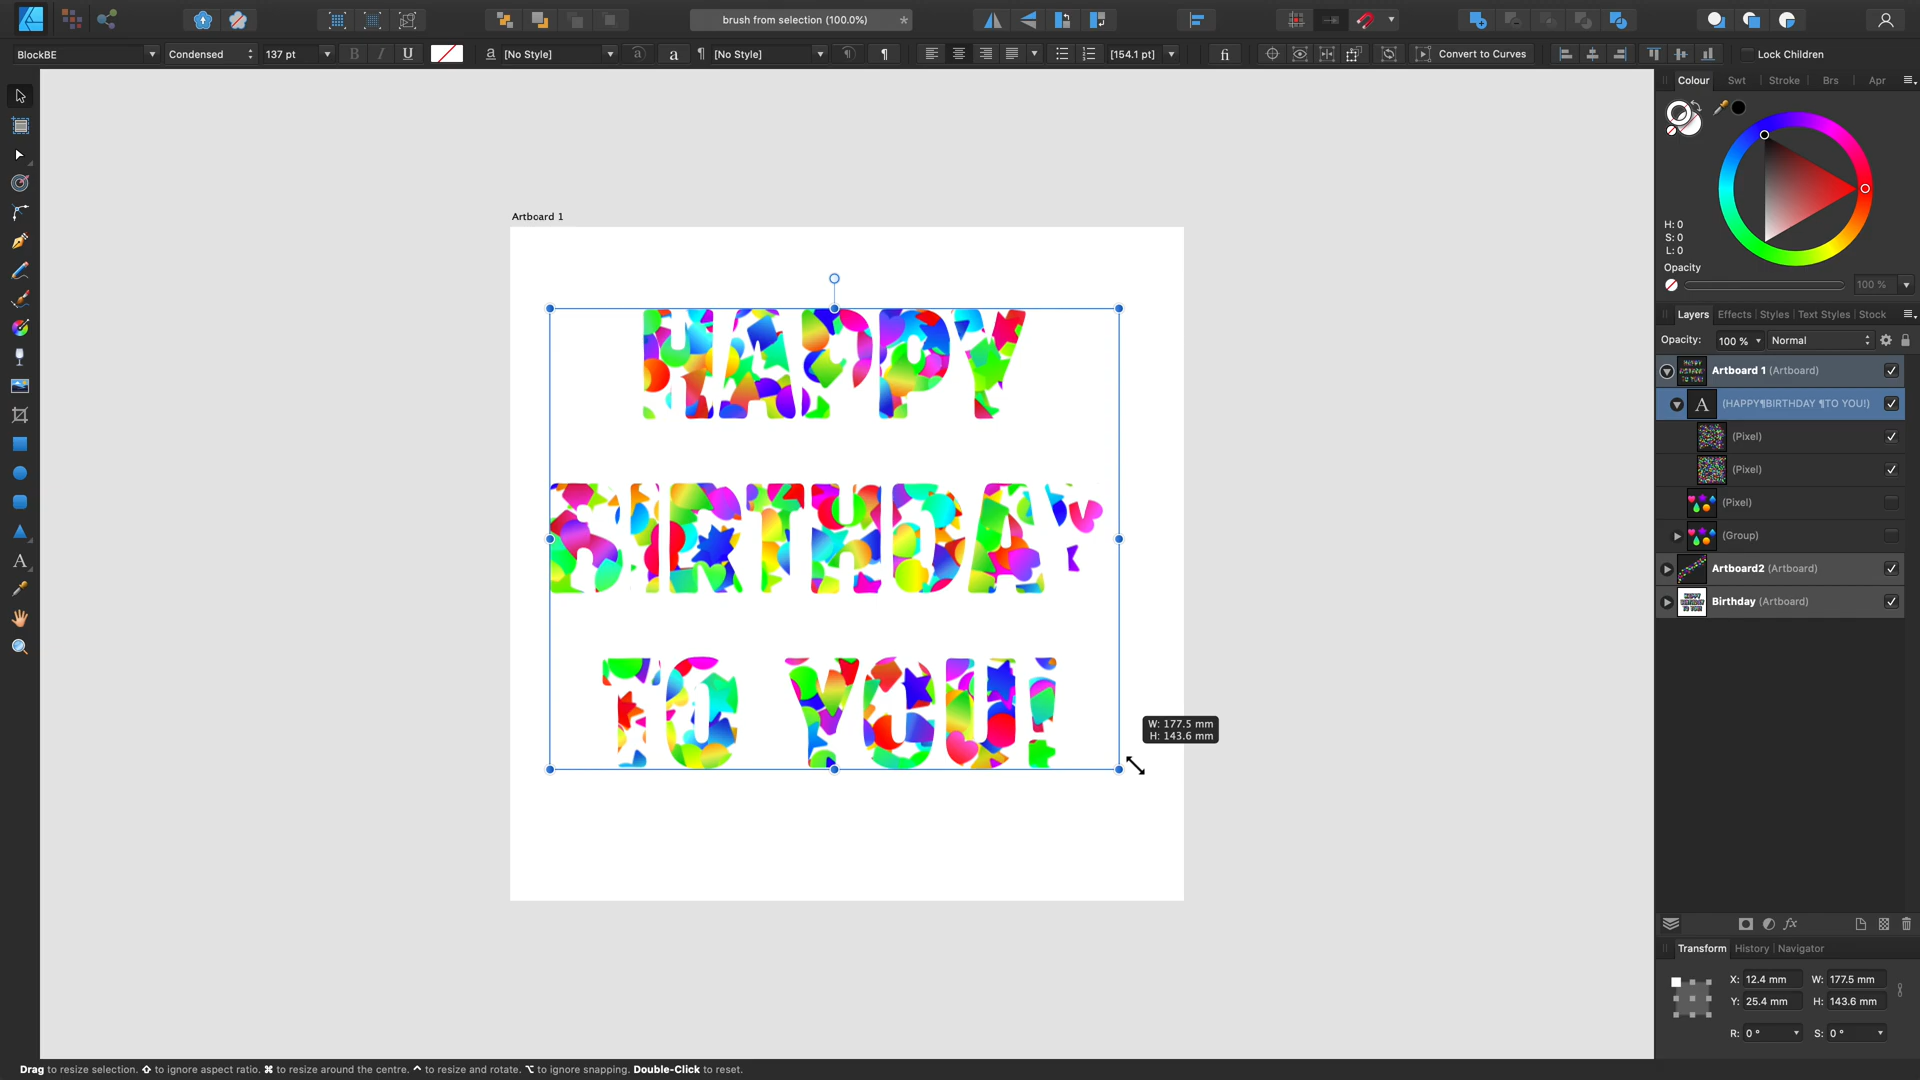 brush from selection (100.0%)
BlockBE
Condensed
137 pt
B
I
U
a
[No Style]
a
a
¶
[No Style]
¶
¶
[154.1 pt]
fi
Convert to Curves
Lock Children
Colour
Swt
Stroke
Brs
Apr
H: 0
S: 0
L: 0
Opacity
100 %
Layers
Effects
Styles
Text Styles
Stock
Opacity:
100 %
Normal
Artboard 1 (Artboard)
A
(HAPPY¶BIRTHDAY ¶TO YOU!)
(Pixel)
(Pixel)
(Pixel)
(Group)
Artboard2 (Artboard)
Birthday (Artboard)
Artboard 1
HAPPY
BIRTHDAY
TO YOU!
W: 177.5 mm
H: 143.6 mm
A
fx
Transform
History
Navigator
X: 12.4 mm
W: 177.5 mm
Y: 25.4 mm
H: 143.6 mm
R: 0 °
S: 0 °
Drag to resize selection. ⇧ to ignore aspect ratio. ⌘ to resize around the centre. ⌃ to resize and rotate. ⌥ to ignore snapping. Double-Click to reset.